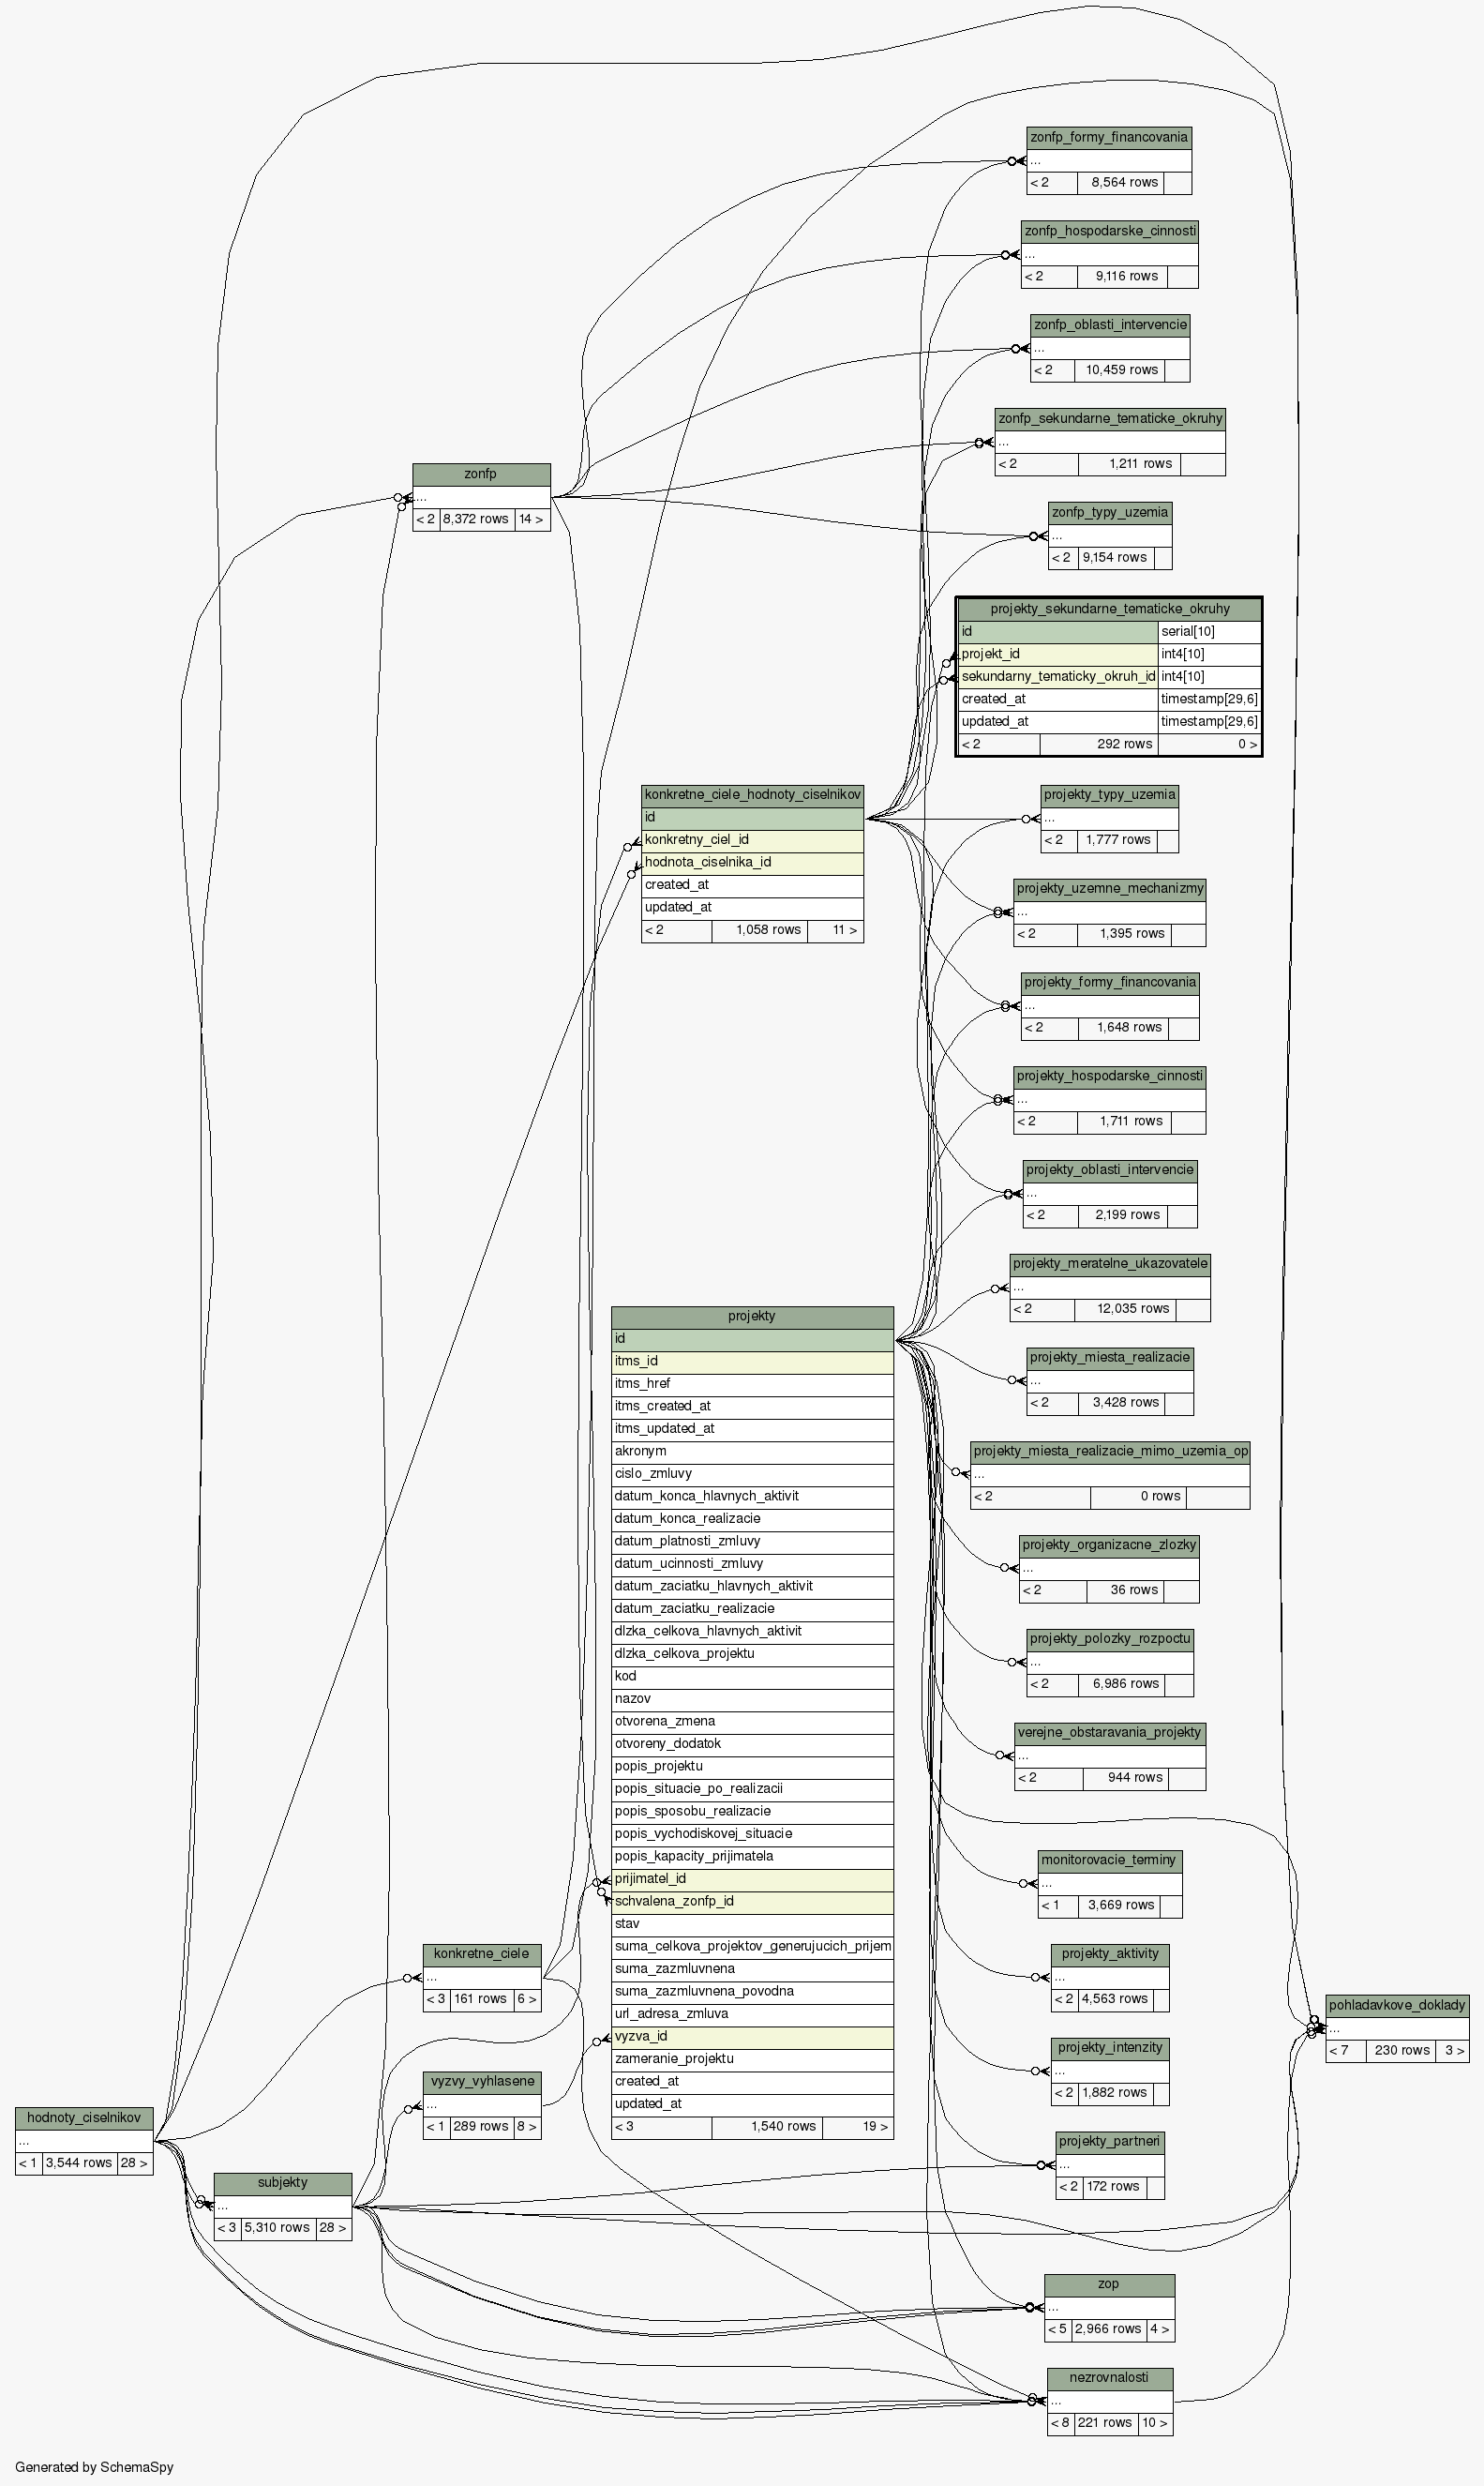 zonfp_formy_financovania
...
< 2 8,564 rows
zonfp_hospodarske_cinnosti
...
< 2 9,116 rows
zonfp_oblasti_intervencie
...
< 2 10,459 rows
zonfp_sekundarne_tematicke_okruhy
...
< 2 1,211 rows
zonfp
...
< 2 8,372 rows 14 >
zonfp_typy_uzemia
...
< 2 9,154 rows
projekty_sekundarne_tematicke_okruhy
id serial[10]
projekt_id int4[10]
sekundarny_tematicky_okruh_id int4[10]
created_at timestamp[29,6]
updated_at timestamp[29,6]
< 2 292 rows 0 >
konkretne_ciele_hodnoty_ciselnikov
id
konkretny_ciel_id
hodnota_ciselnika_id
created_at
updated_at
< 2 1,058 rows 11 >
projekty_typy_uzemia
...
< 2 1,777 rows
projekty_uzemne_mechanizmy
...
< 2 1,395 rows
projekty_formy_financovania
...
< 2 1,648 rows
projekty_hospodarske_cinnosti
...
< 2 1,711 rows
projekty_oblasti_intervencie
...
< 2 2,199 rows
projekty_meratelne_ukazovatele
...
< 2 12,035 rows
projekty_miesta_realizacie
...
< 2 3,428 rows
projekty_miesta_realizacie_mimo_uzemia_op
...
< 2 0 rows
projekty_organizacne_zlozky
...
< 2 36 rows
projekty_polozky_rozpoctu
...
< 2 6,986 rows
verejne_obstaravania_projekty
...
< 2 944 rows
projekty
id
itms_id
itms_href
itms_created_at
itms_updated_at
akronym
cislo_zmluvy
datum_konca_hlavnych_aktivit
datum_konca_realizacie
datum_platnosti_zmluvy
datum_ucinnosti_zmluvy
datum_zaciatku_hlavnych_aktivit
datum_zaciatku_realizacie
dlzka_celkova_hlavnych_aktivit
dlzka_celkova_projektu
kod
nazov
otvorena_zmena
otvoreny_dodatok
popis_projektu
popis_situacie_po_realizacii
popis_sposobu_realizacie
popis_vychodiskovej_situacie
popis_kapacity_prijimatela
prijimatel_id
schvalena_zonfp_id
stav
suma_celkova_projektov_generujucich_prijem
suma_zazmluvnena
suma_zazmluvnena_povodna
url_adresa_zmluva
vyzva_id
zameranie_projektu
created_at
updated_at
< 3 1,540 rows 19 >
monitorovacie_terminy
...
< 1 3,669 rows
projekty_aktivity
...
< 2 4,563 rows
konkretne_ciele
...
< 3 161 rows 6 >
pohladavkove_doklady
...
< 7 230 rows 3 >
projekty_intenzity
...
< 2 1,882 rows
vyzvy_vyhlasene
...
< 1 289 rows 8 >
hodnoty_ciselnikov
...
< 1 3,544 rows 28 >
projekty_partneri
...
< 2 172 rows
subjekty
...
< 3 5,310 rows 28 >
zop
...
< 5 2,966 rows 4 >
nezrovnalosti
...
< 8 221 rows 10 >
Generated by SchemaSpy